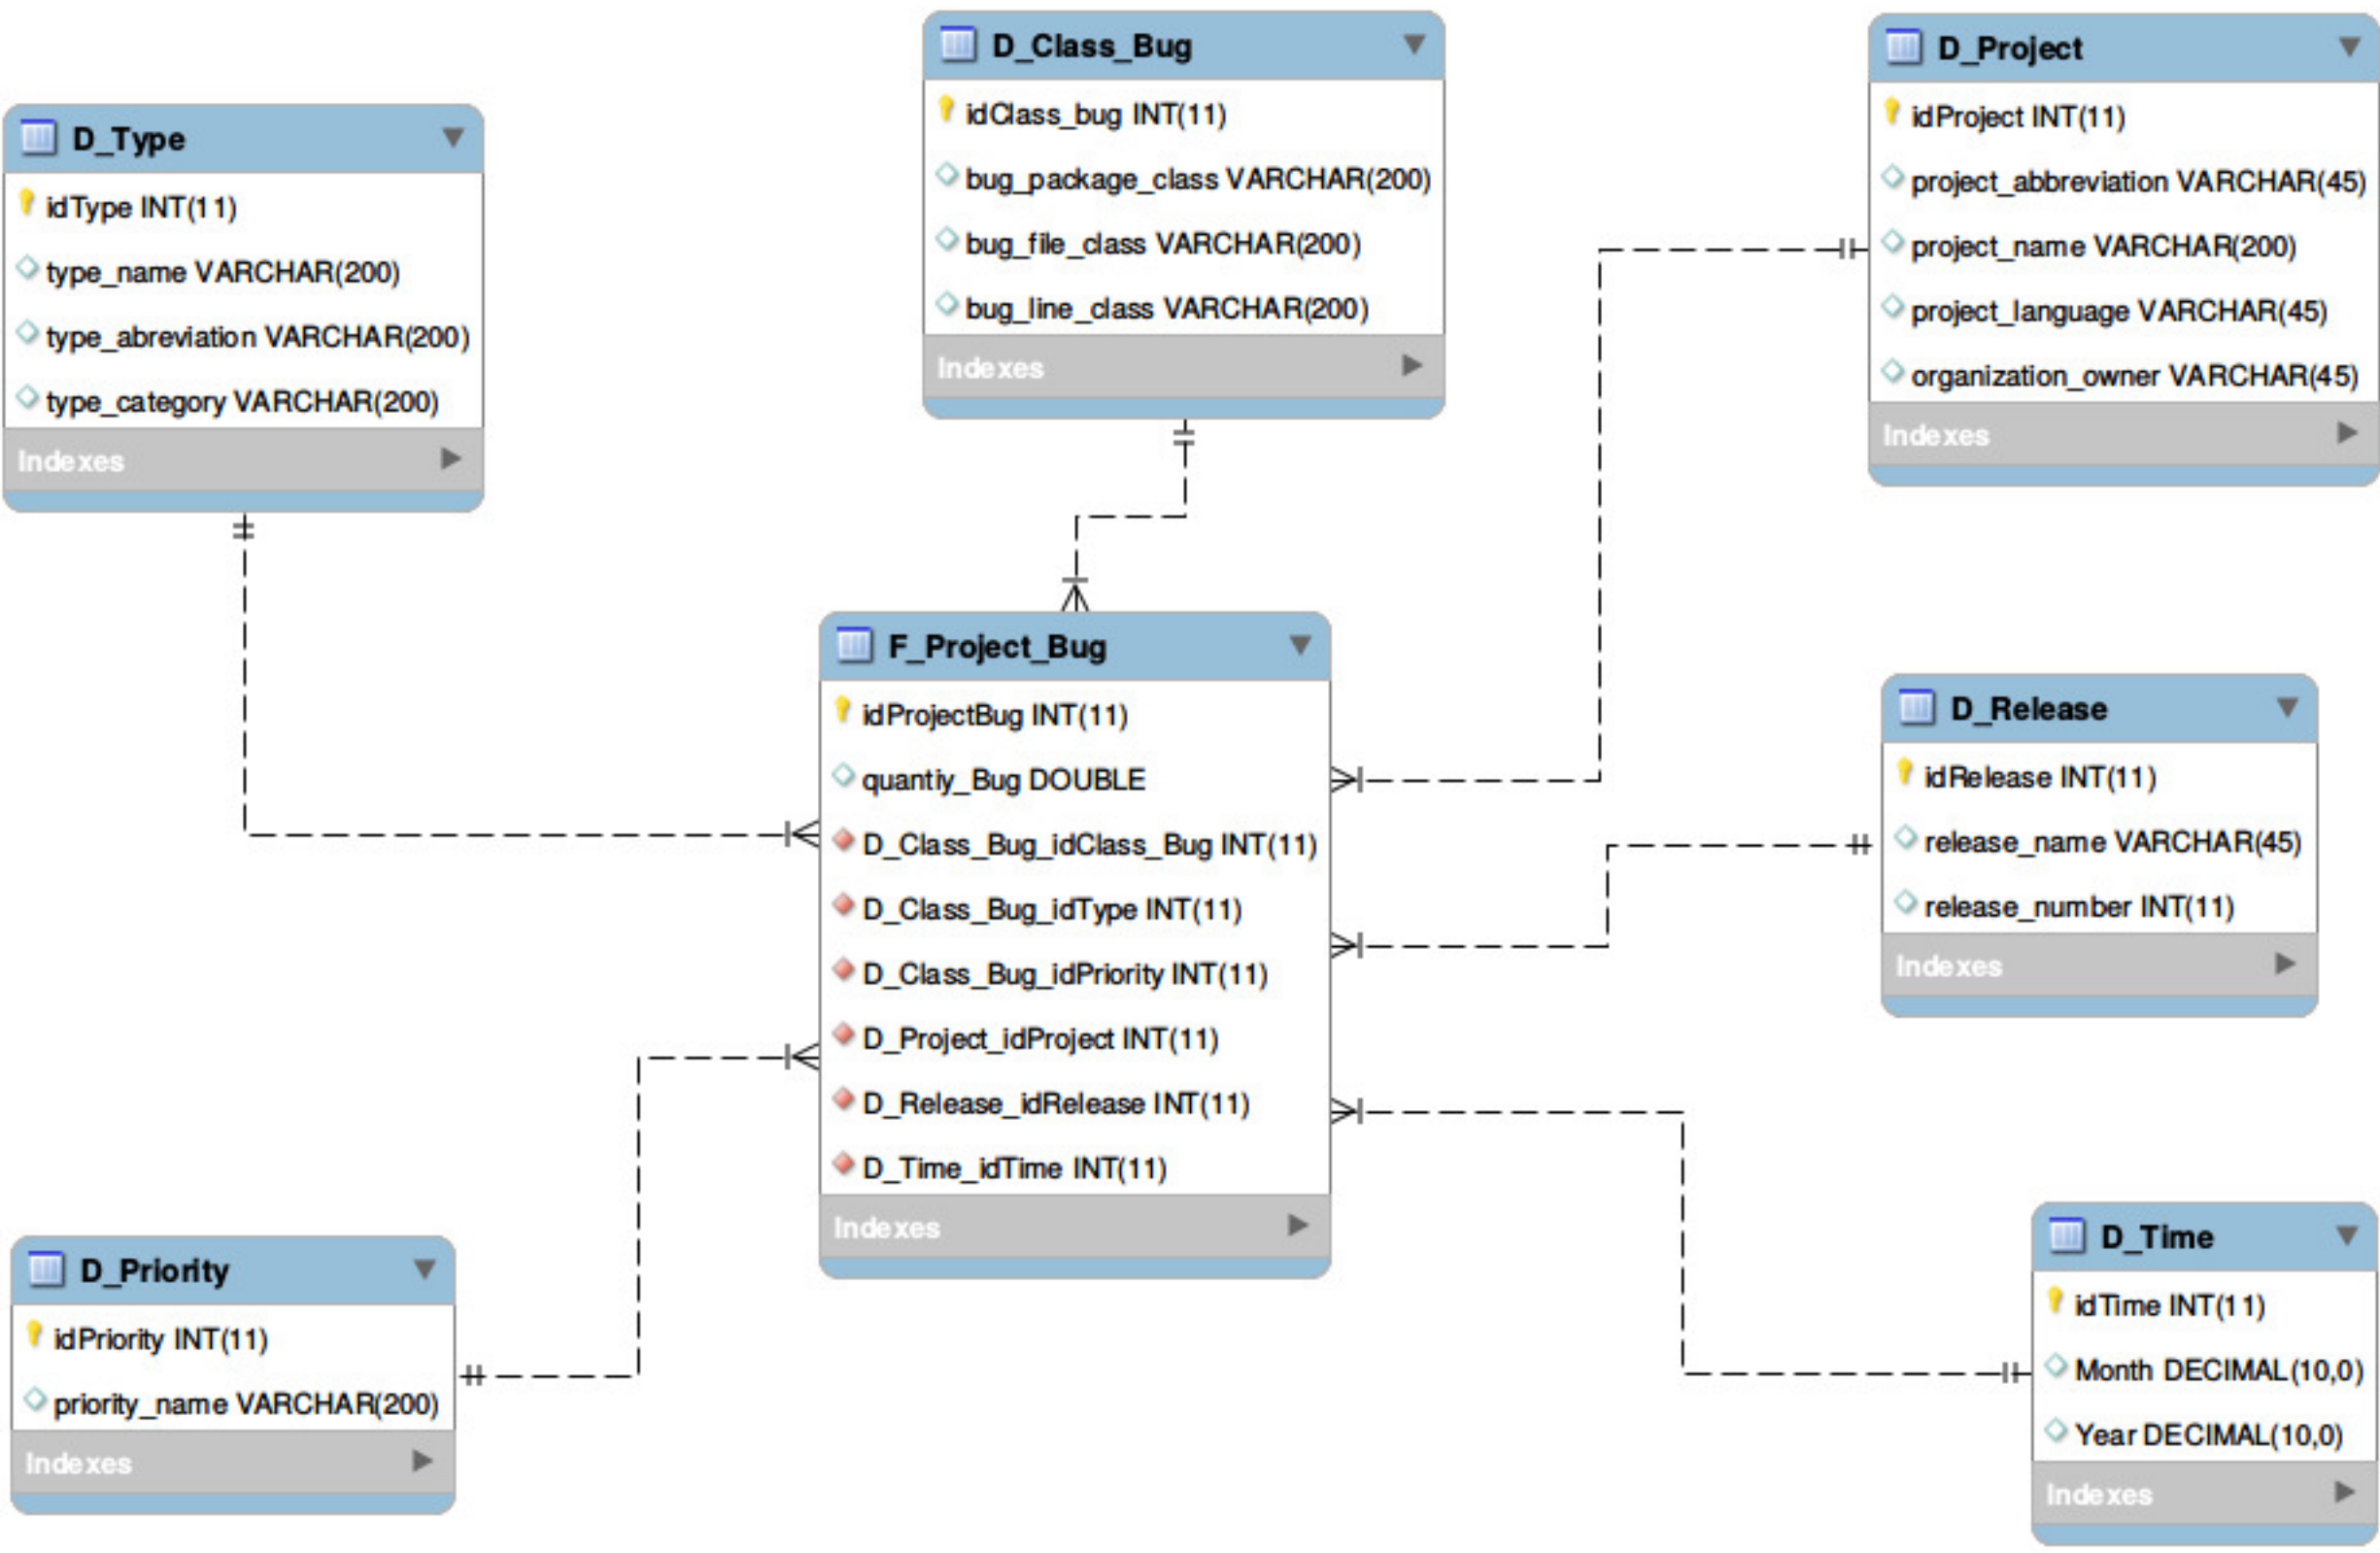 D_Class_Bug
idClass_bug INT(11)
bug_package_class VARCHAR(200)
bug_file_class VARCHAR(200)
bug_line_class VARCHAR(200)
Indexes
D_Project
idProject INT(11)
project_abbreviation VARCHAR(45)
project_name VARCHAR(200)
project_language VARCHAR(45)
organization_owner VARCHAR(45)
Indexes
D_Type
idType INT(11)
type_name VARCHAR(200)
type_abreviation VARCHAR(200)
type_category VARCHAR(200)
Indexes
F_Project_Bug
idProjectBug INT(11)
quantiy_Bug DOUBLE
D_Class_Bug_idClass_Bug INT(11)
D_Class_Bug_idType INT(11)
D_Class_Bug_idPriority INT(11)
D_Project_idProject INT(11)
D_Release_idRelease INT(11)
D_Time_idTime INT(11)
Indexes
D_Release
idRelease INT(11)
release_name VARCHAR(45)
release_number INT(11)
Indexes
D_Priority
idPriority INT(11)
priority_name VARCHAR(200)
Indexes
D_Time
idTime INT(11)
Month DECIMAL(10,0)
Year DECIMAL(10,0)
Indexes